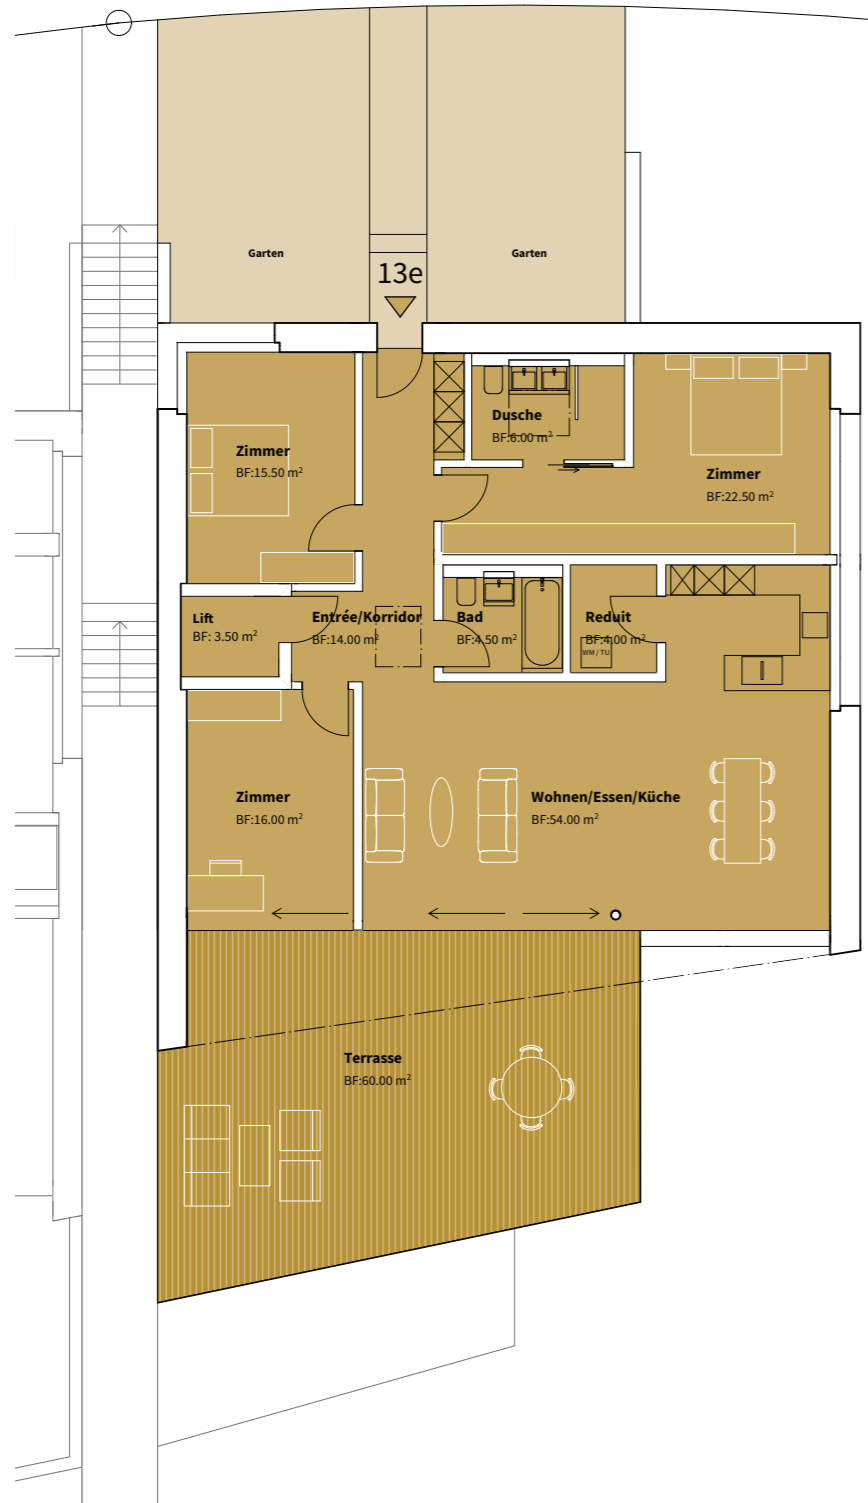 Garten
Garten
13e
Dusche
BF:6.00 m²
Zimmer
BF:15.50 m²
Zimmer
BF:22.50 m²
Lift
BF: 3.50 m²
Entrée/Korridor
BF:14.00 m²
Bad
BF:4.50 m²
Reduit
BF:4.00 m²
WM / TU
Zimmer
BF:16.00 m²
Wohnen/Essen/Küche
BF:54.00 m²
Terrasse
BF:60.00 m²